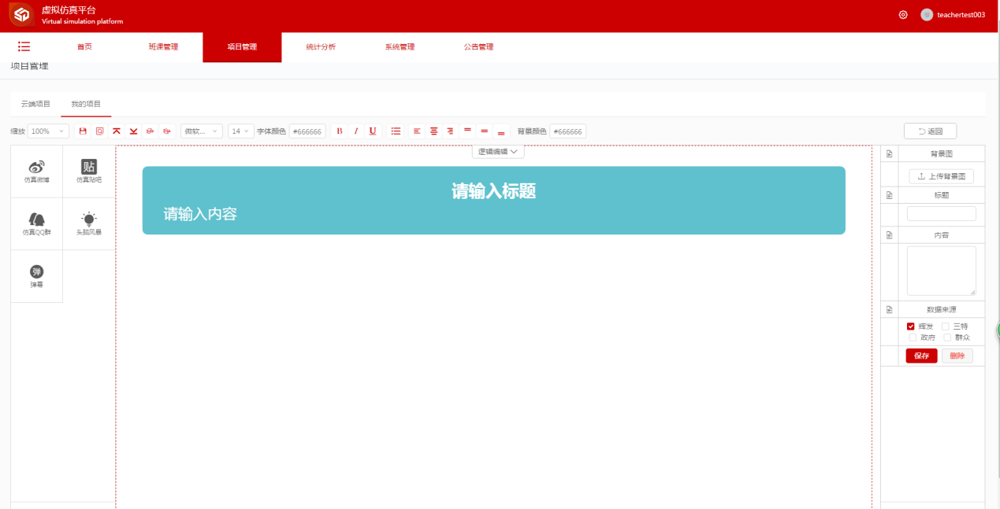 虚拟仿真平台
Virtual simulation platform
teachertest003
首页 班课管理 项目管理 统计分析 系统管理 公告管理
项目管理
云端项目 我的项目
缩放 100% 微软... 14 字体颜色 #666666 B I U 背景颜色 #666666 返回
逻辑编辑
仿真微博 贴 仿真贴吧
仿真QQ群 头脑风暴
弹 弹幕
请输入标题
请输入内容
背景图
上传背景图
标题
内容
数据来源
辉发 三特
政府 群众
保存 删除